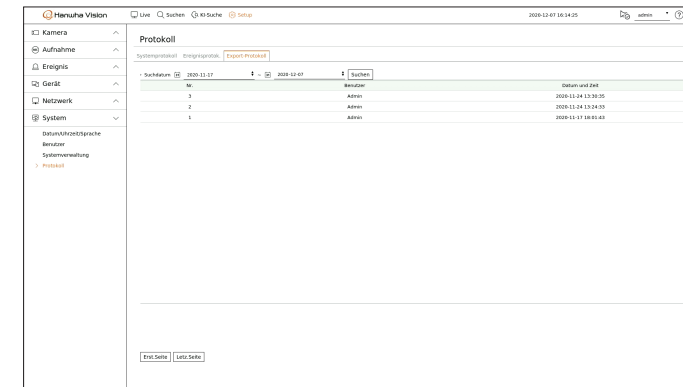 Hanwha Vision Live Suchen KI-Suche Setup 2020-12-07 16:14:25 admin ?
Kamera
Aufnahme
Ereignis
Gerät
Netzwerk
System
Datum/Uhrzeit/Sprache
Benutzer
Systemverwaltung
> Protokoll
Protokoll
Systemprotokoll Ereignisprotok. Export-Protokoll
Suchdatum 2020-11-17 ~ 2020-12-07 Suchen
Nr. Benutzer Datum und Zeit
3 Admin 2020-11-24 13:30:35
2 Admin 2020-11-24 13:24:33
1 Admin 2020-11-17 18:01:43
Erst.Seite Letz.Seite